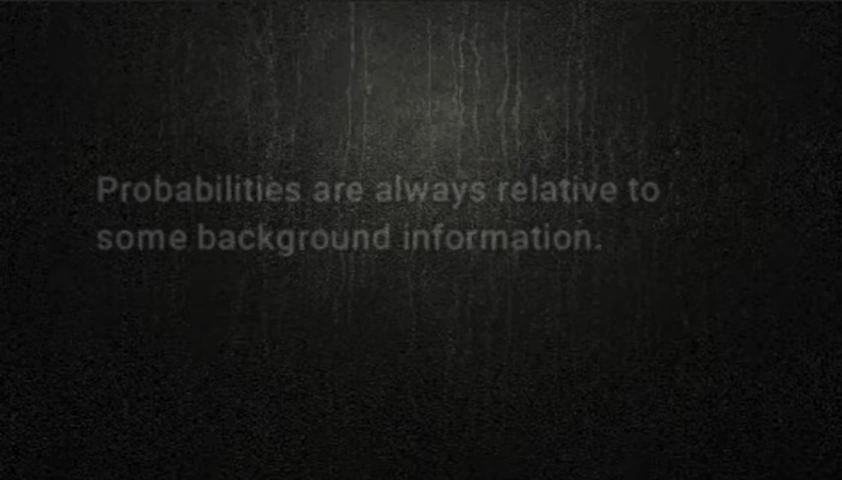 Probabilities are always relative to
some background information.